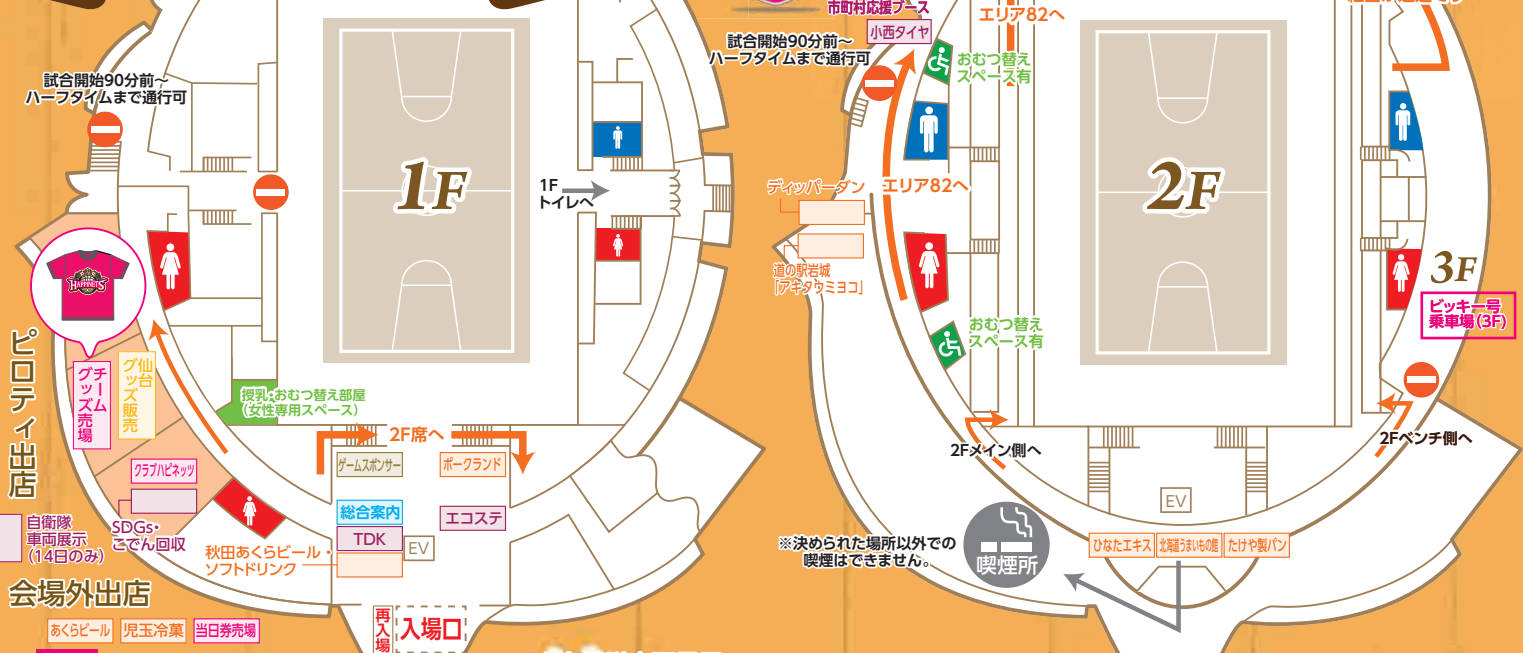 市町村応援ブース
小西タイヤ
エリア82へ
試合開始90分前～
ハーフタイムまで通行可
試合開始90分前～
ハーフタイムまで通行可
おむつ替え
スペース有
1F
1F
トイレへ
ディッパーダン
エリア82へ
2F
道の駅岩城
「アキタウミヨコ」
3F
ビッキー号
乗車場(3F)
HAPPINETS
おむつ替え
スペース有
ピロティ出店
チーム
グッズ売場
仙台
グッズ販売
授乳・おむつ替え部屋
(女性専用スペース)
2F席へ
2Fメイン側へ
2Fベンチ側へ
ゲームスポンサー
ポークランド
クラブハピネッツ
総合案内
エコステ
TDK
EV
EV
自衛隊
車両展示
(14日のみ)
SDGs・
こでん回収
秋田あくらビール・
ソフトドリンク
※決められた場所以外での
喫煙はできません。
喫煙所
ひなたエキス
北海道うまいもの館
たけや製パン
会場外出店
あくらビール
児玉冷菓
当日券売場
再入場
入場口